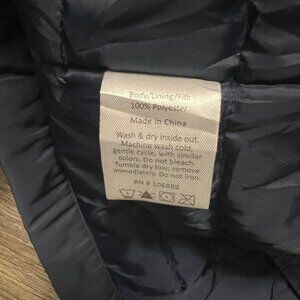 Body/Lining/Fill:
100% Polyester
Made in China
Wash & dry inside out.
Machine wash cold,
gentle cycle, with similar
colors. Do not bleach.
Tumble dry low; remove
immediately. Do not iron.
RN # 106888